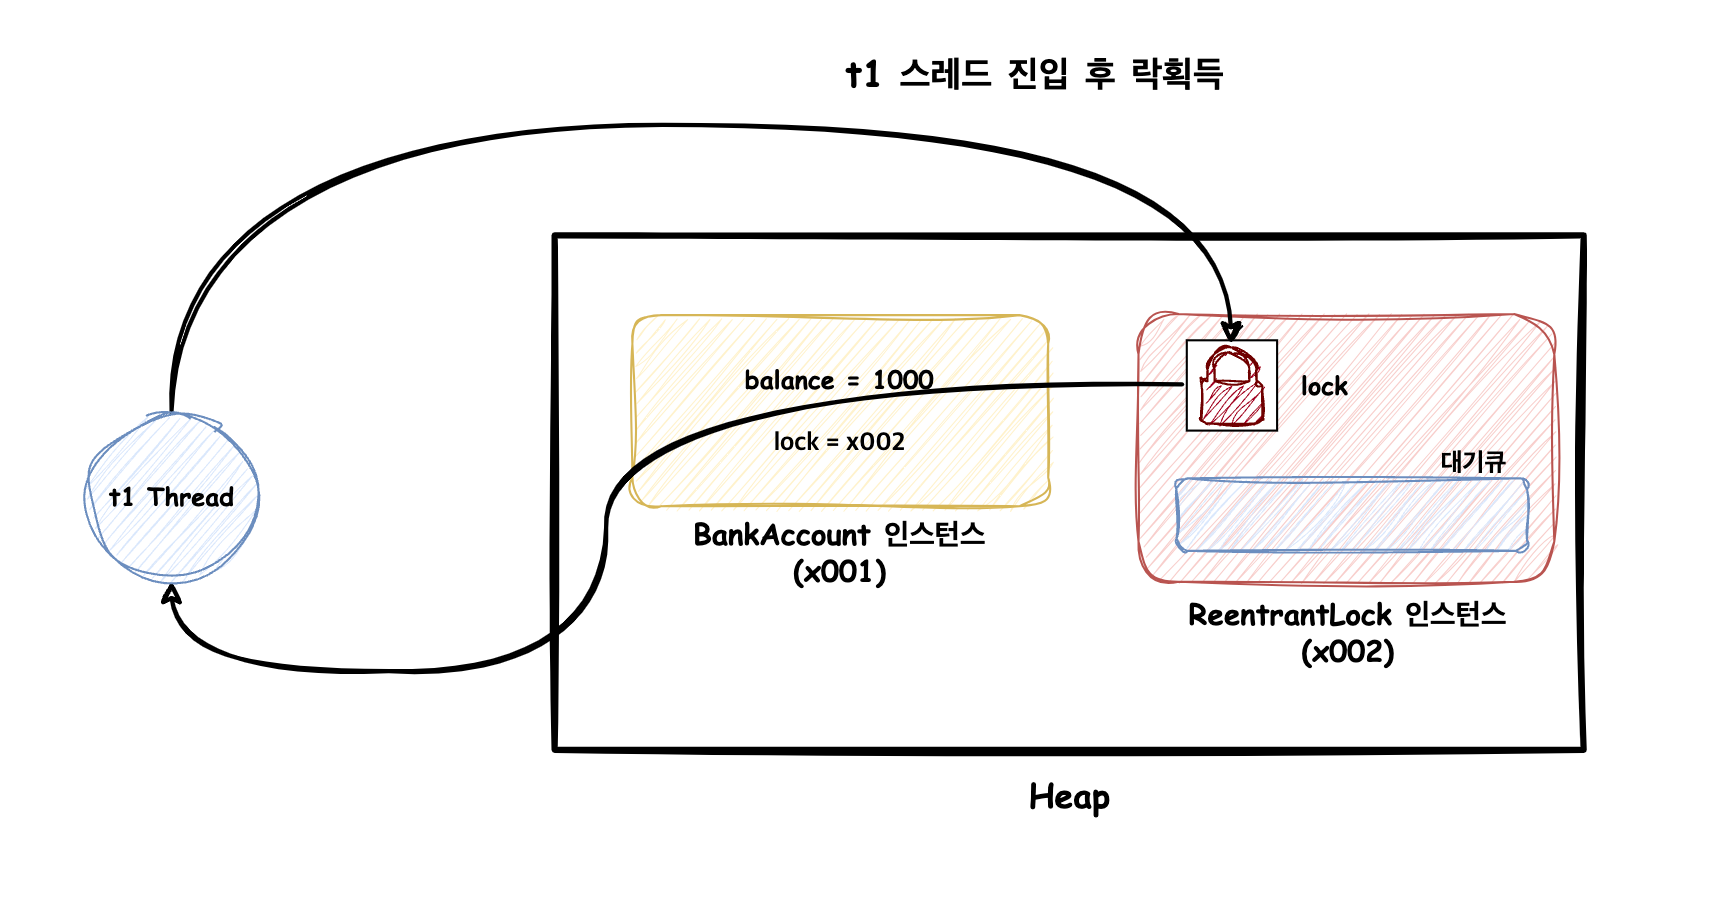 t1 스레드 진입 후 락획득
t1 Thread
balance = 1000
lock = x002
BankAccount 인스턴스
(x001)
lock
대기큐
ReentrantLock 인스턴스
(x002)
Heap